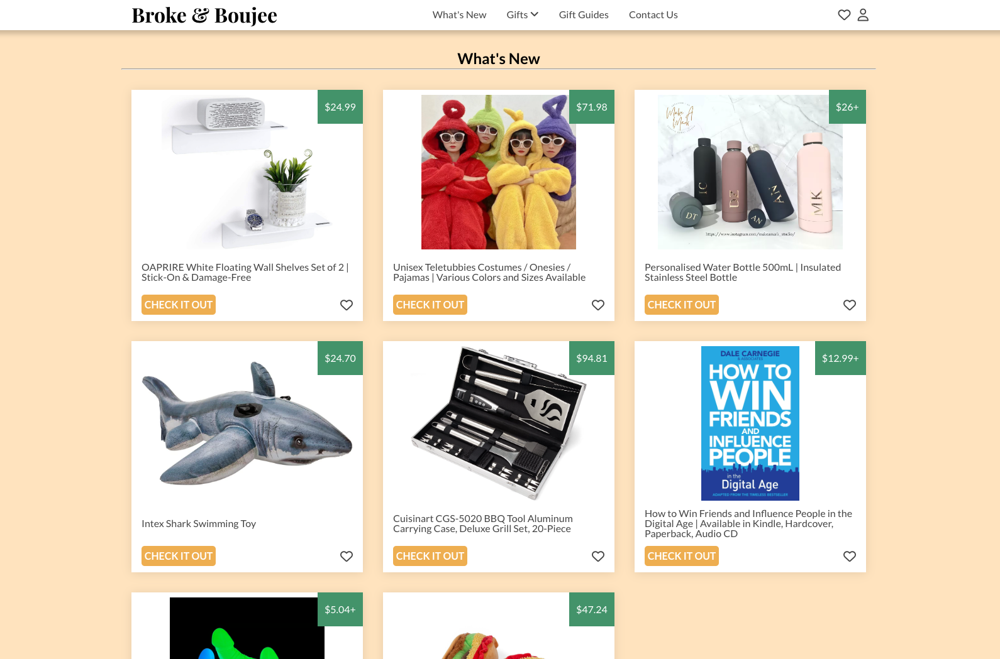 Broke & Boujee
What's New
Gifts
Gift Guides
Contact Us
What's New
$24.99
OAPRIRE White Floating Wall Shelves Set of 2 |
Stick-On & Damage-Free
CHECK IT OUT
$71.98
Unisex Teletubbies Costumes / Onesies /
Pajamas | Various Colors and Sizes Available
CHECK IT OUT
$26+
Make A
Mark
IC
DE
AN
MK
DT
AN
https://www.instagram.com/makeamark_studio/
Personalised Water Bottle 500mL | Insulated
Stainless Steel Bottle
CHECK IT OUT
$24.70
Intex Shark Swimming Toy
CHECK IT OUT
$94.81
Cuisinart CGS-5020 BBQ Tool Aluminum
Carrying Case, Deluxe Grill Set, 20-Piece
CHECK IT OUT
$12.99+
DALE CARNEGIE
& ASSOCIATES
HOW TO
WIN
FRIENDS
AND
INFLUENCE
PEOPLE
in the
Digital Age
ADAPTED FROM THE TIMELESS BESTSELLER
How to Win Friends and Influence People in the
Digital Age | Available in Kindle, Hardcover,
Paperback, Audio CD
CHECK IT OUT
$5.04+
$47.24